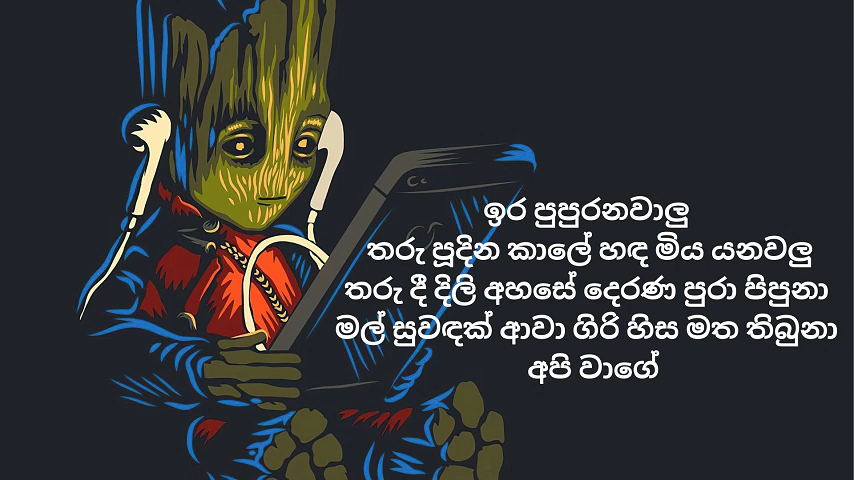 ඉර පුපුරනවාලු
තරු පූදින කාලේ හඳ මිය යනවලු
තරු දී දිලි අහසේ දෙරණ පුරා පිපුනා
මල් සුවඳක් ආවා ගිරි හිස මත තිබුනා
අපි වාගේ